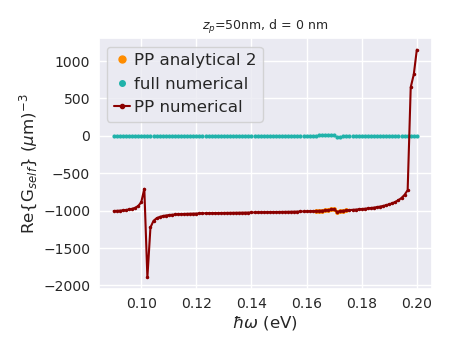 z_p=50nm, d = 0 nm
PP analytical 2
full numerical
PP numerical
Re{G_self} (μm)^−3
1000
500
0
−500
−1000
−1500
−2000
0.10 0.12 0.14 0.16 0.18 0.20
ħω (eV)